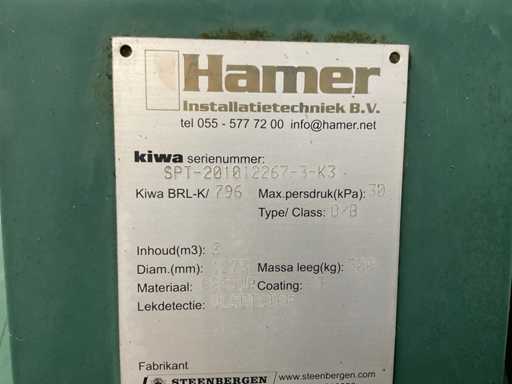 Hamer
Installatietechniek B.V.
tel 055 - 577 72 00 info@hamer.net
kiwa serienummer:
SPT-201012267-3-K3
Kiwa BRL-K/ 796 Max.persdruk(kPa): 30
Type/ Class: D/B
Inhoud(m3): 3
Diam.(mm): Massa leeg(kg):
Materiaal: Coating:
Lekdetectie:
Fabrikant
STEENBERGEN /www.steenbergen.com